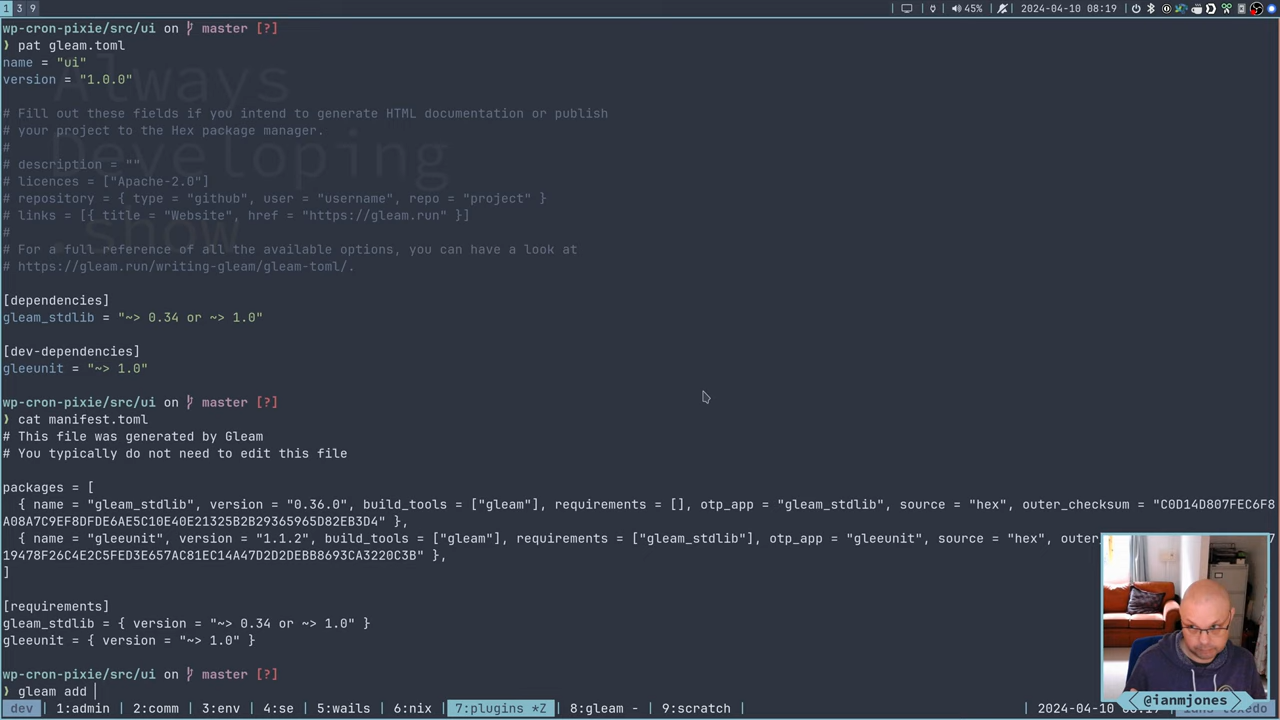 1 3 9
45% 2024-04-10 08:19
wp-cron-pixie/src/ui on master [?]
❯ pat gleam.toml
name = "ui"
version = "1.0.0"
Always
# Fill out these fields if you intend to generate HTML documentation or publish
# your project to the Hex package manager.
#
Developing
# description = ""
# licences = ["Apache-2.0"]
# repository = { type = "github", user = "username", repo = "project" }
# links = [{ title = "Website", href = "https://gleam.run" }]
#
.show
# For a full reference of all the available options, you can have a look at
# https://gleam.run/writing-gleam/gleam-toml/.
[dependencies]
gleam_stdlib = "~> 0.34 or ~> 1.0"
[dev-dependencies]
gleeunit = "~> 1.0"
wp-cron-pixie/src/ui on master [?]
❯ cat manifest.toml
# This file was generated by Gleam
# You typically do not need to edit this file
packages = [
{ name = "gleam_stdlib", version = "0.36.0", build_tools = ["gleam"], requirements = [], otp_app = "gleam_stdlib", source = "hex", outer_checksum = "C0D14D807FEC6F8
A08A7C9EF8DFDE6AE5C10E40E21325B2B29365965D82EB3D4" },
{ name = "gleeunit", version = "1.1.2", build_tools = ["gleam"], requirements = ["gleam_stdlib"], otp_app = "gleeunit", source = "hex", outer
19478F26C4E2C5FED3E657AC81EC14A47D2D2DEBB8693CA3220C3B" },
]
[requirements]
gleam_stdlib = { version = "~> 0.34 or ~> 1.0" }
gleeunit = { version = "~> 1.0" }
wp-cron-pixie/src/ui on master [?]
❯ gleam add
dev 1:admin 2:comm 3:env 4:se 5:wails 6:nix 7:plugins *Z 8:gleam - 9:scratch 2024-04-10
@ianmjones